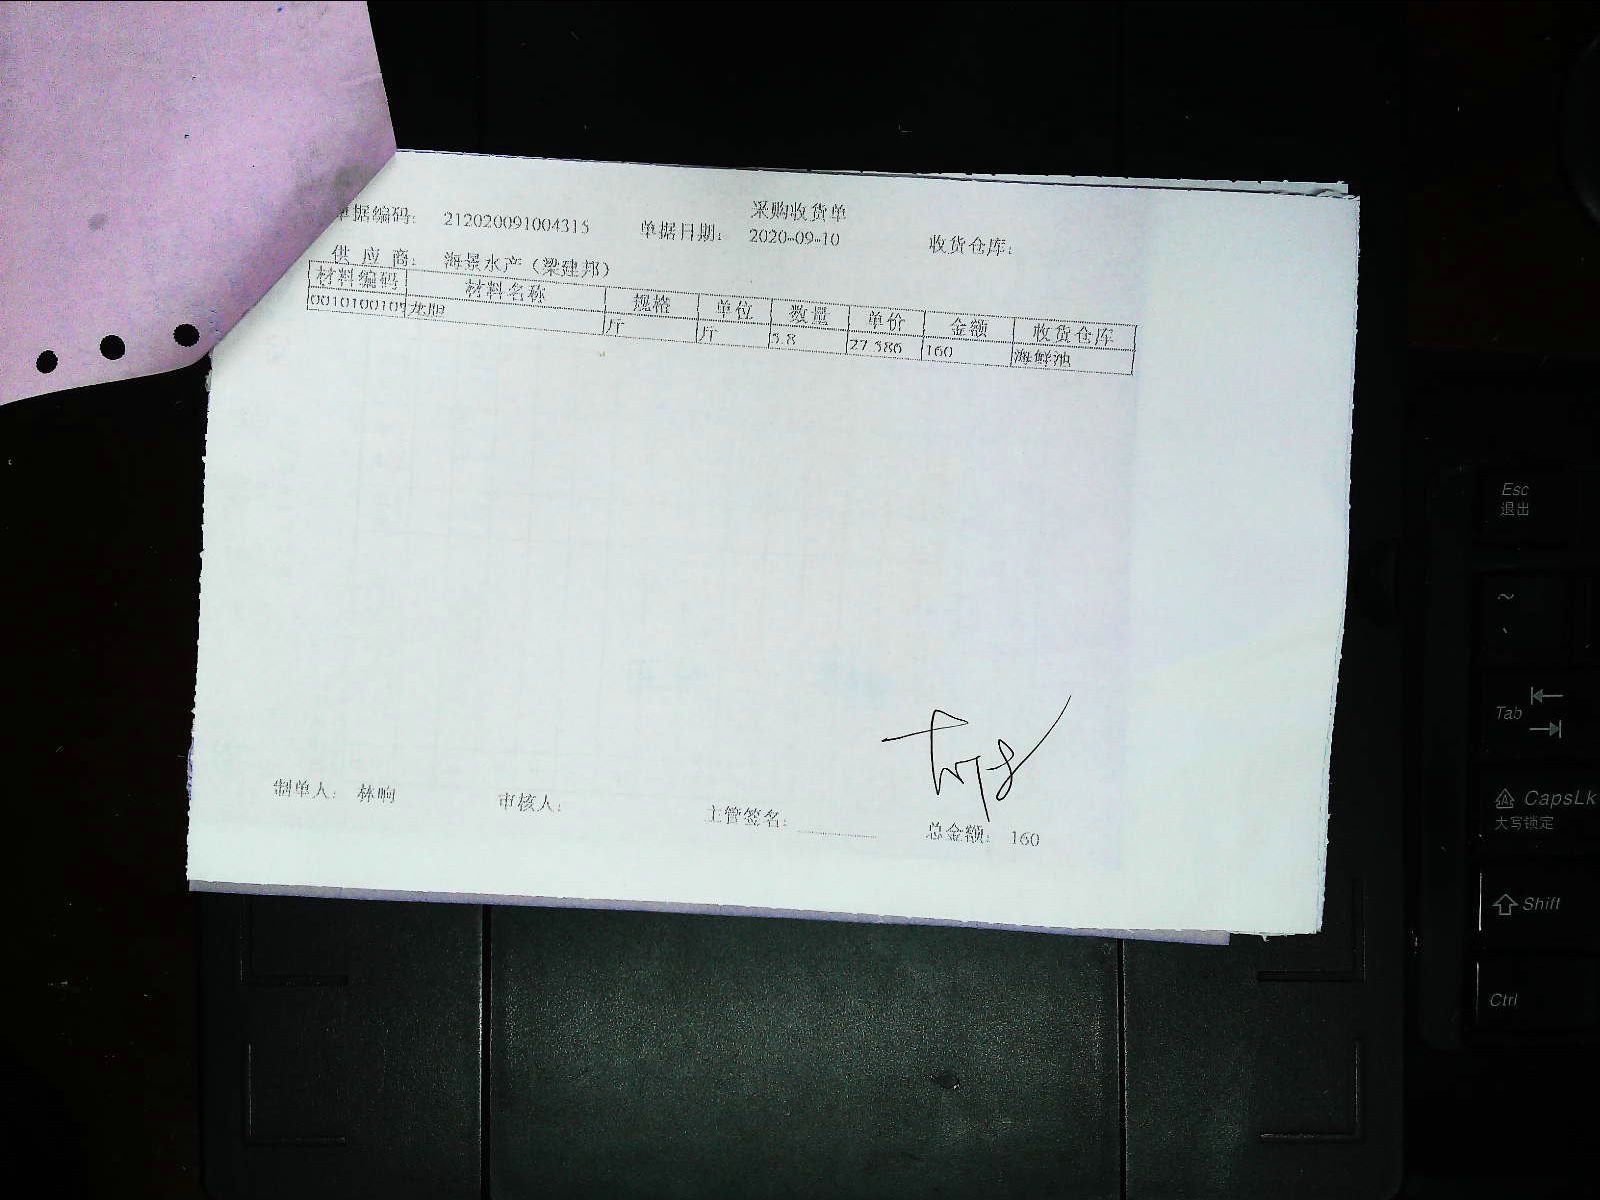 采购收货单
单据编码: 212020091004315 单据日期: 2020-09-10 收货仓库:
供 应 商: 海景水产（梁建邦）
材料编码 材料名称 规格 单位 数量 单价 金额 收货仓库
0010100105 龙胆 斤 斤 5.8 27.586 160 海鲜池
制单人: 林响 审核人: 主管签名: 总金额: 160
Esc
退出
~
Tab
CapsLk
大写锁定
Shift
Ctrl